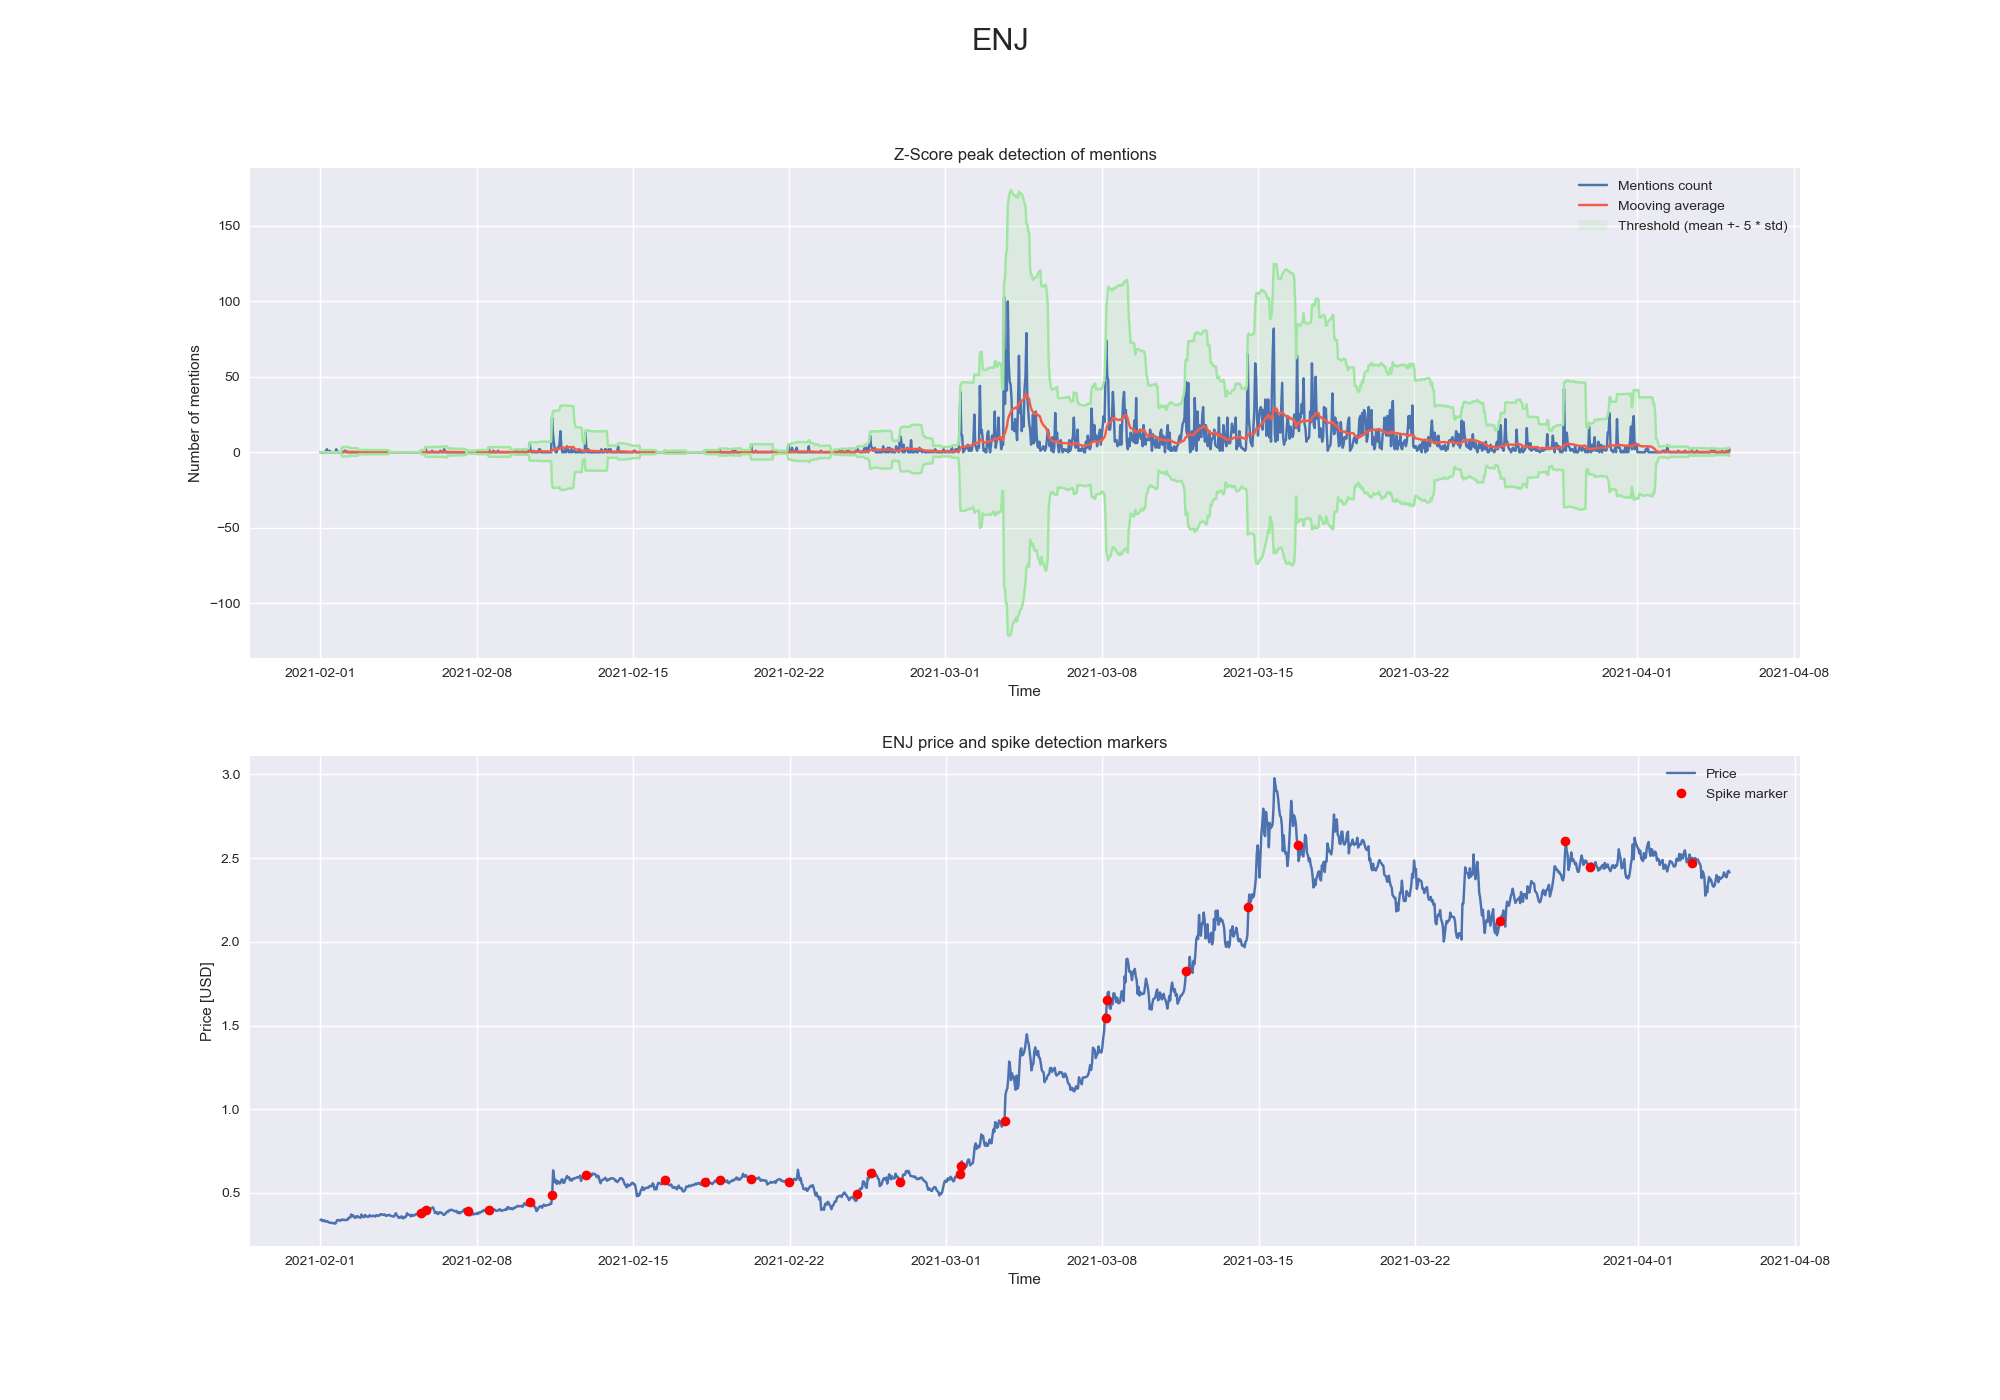 ENJ
Z-Score peak detection of mentions
Mentions count
Mooving average
Threshold (mean +- 5 * std)
Number of mentions
150
100
50
0
−50
−100
2021-02-01 2021-02-08 2021-02-15 2021-02-22 2021-03-01 2021-03-08 2021-03-15 2021-03-22 2021-04-01 2021-04-08
Time
ENJ price and spike detection markers
Price
Spike marker
Price [USD]
3.0
2.5
2.0
1.5
1.0
0.5
2021-02-01 2021-02-08 2021-02-15 2021-02-22 2021-03-01 2021-03-08 2021-03-15 2021-03-22 2021-04-01 2021-04-08
Time